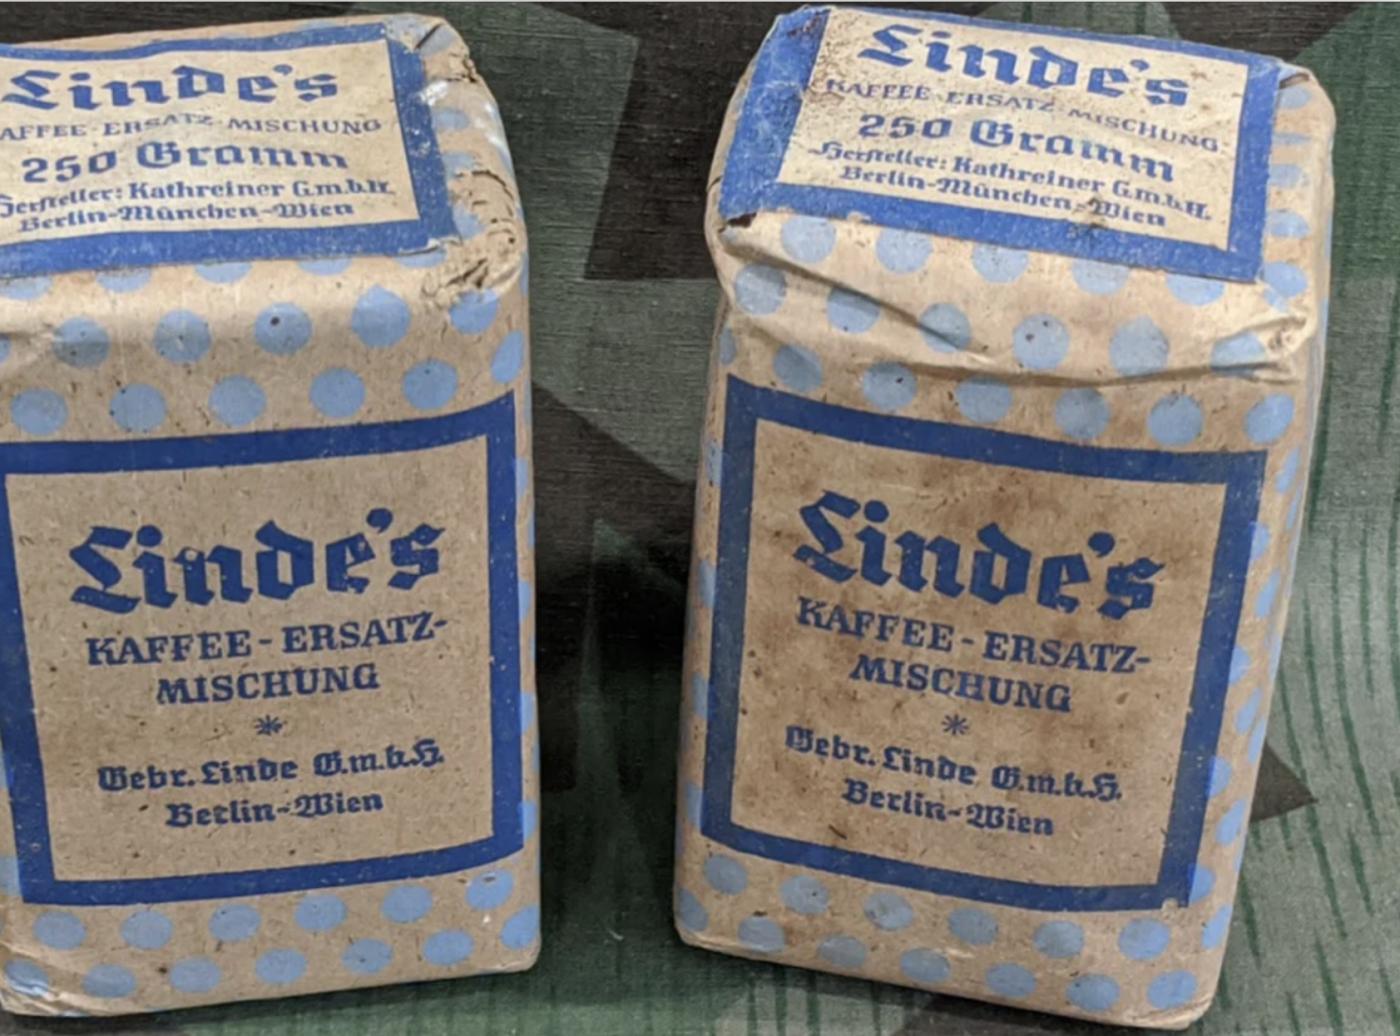 Linde's
KAFFEE-ERSATZ-MISCHUNG
250 Gramm
Hersteller: Kathreiner G.m.b.H.
Berlin-München-Wien
Linde's
KAFFEE-ERSATZ-
MISCHUNG
*
Gebr. Linde G.m.b.H.
Berlin-Wien
Linde's
KAFFEE-ERSATZ-MISCHUNG
250 Gramm
Hersteller: Kathreiner G.m.b.H.
Berlin-München-Wien
Linde's
KAFFEE-ERSATZ-
MISCHUNG
*
Gebr. Linde G.m.b.H.
Berlin-Wien